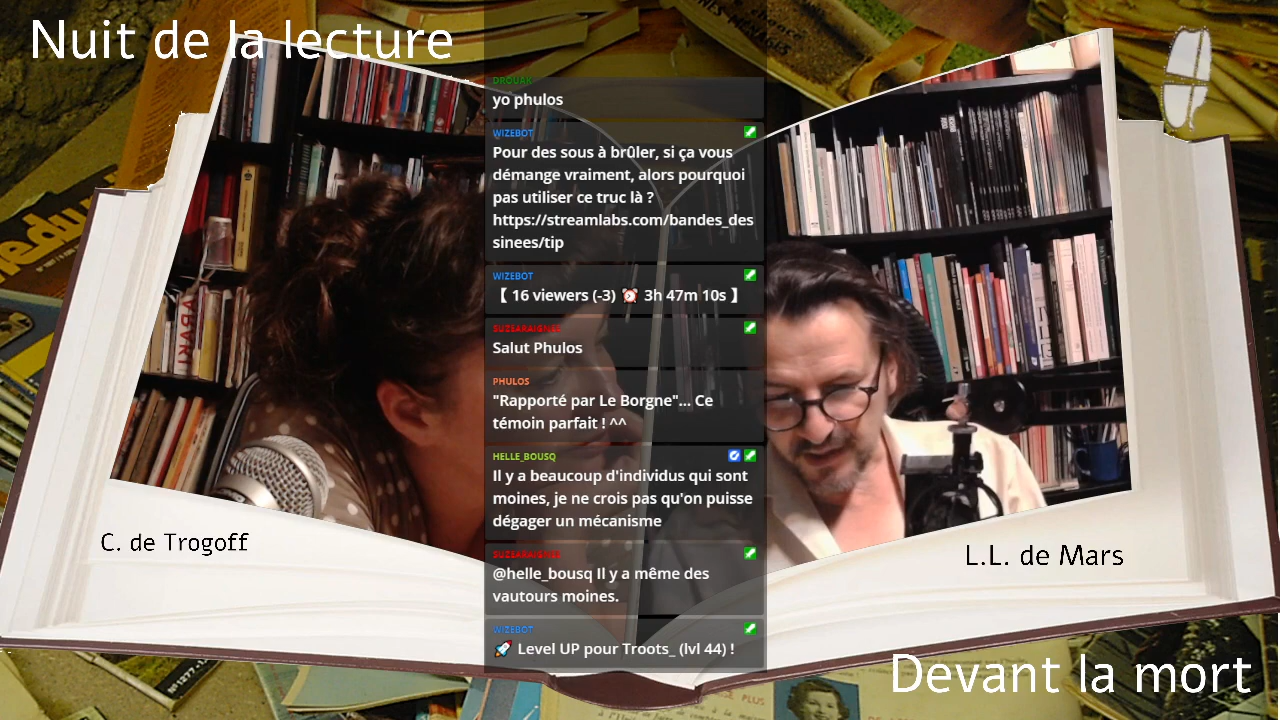 Nuit de la lecture
DROUAK
yo phulos
WIZEBOT
Pour des sous à brûler, si ça vous
démange vraiment, alors pourquoi
pas utiliser ce truc là ?
https://streamlabs.com/bandes_des
sinees/tip
WIZEBOT
【 16 viewers (-3) ⏰ 3h 47m 10s 】
SUZEARAIGNEE
Salut Phulos
PHULOS
"Rapporté par Le Borgne"... Ce
témoin parfait ! ^^
HELLE_BOUSQ
Il y a beaucoup d'individus qui sont
moines, je ne crois pas qu'on puisse
dégager un mécanisme
SUZEARAIGNEE
@helle_bousq Il y a même des
vautours moines.
WIZEBOT
🚀 Level UP pour Troots_ (lvl 44) !
C. de Trogoff
L.L. de Mars
Devant la mort